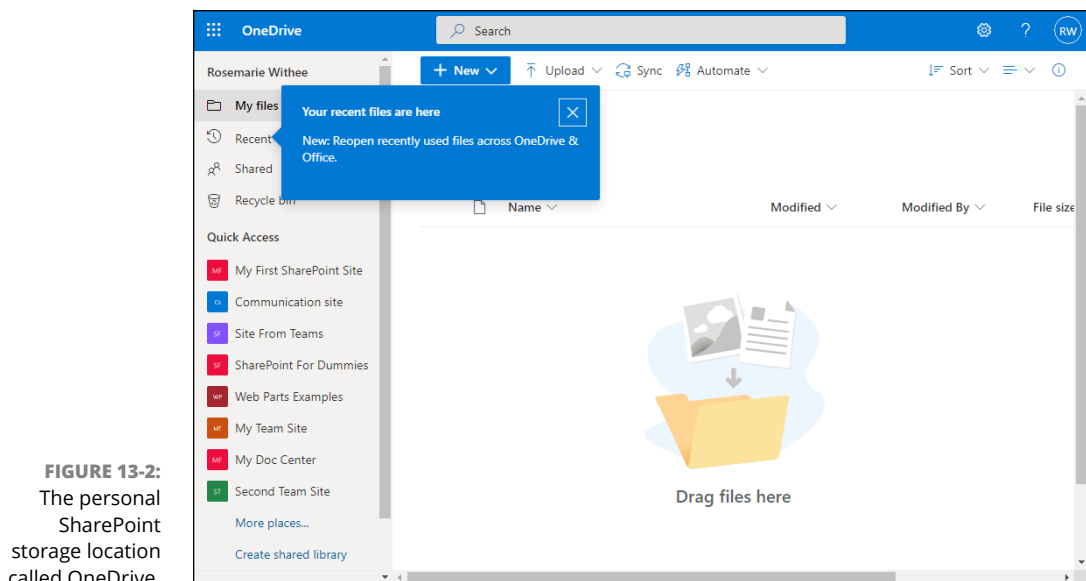 OneDrive
Search
?
RW
Rosemarie Withee
New
Upload
Sync
Automate
Sort
My files
Recent
Shared
Recycle bin
Your recent files are here
New: Reopen recently used files across OneDrive &
Office.
Name
Modified
Modified By
File size
Quick Access
MF My First SharePoint Site
Cs Communication site
SF Site From Teams
SF SharePoint For Dummies
WP Web Parts Examples
MT My Team Site
MF My Doc Center
ST Second Team Site
More places...
Create shared library
Drag files here
FIGURE 13-2:
The personal
SharePoint
storage location
called OneDrive.